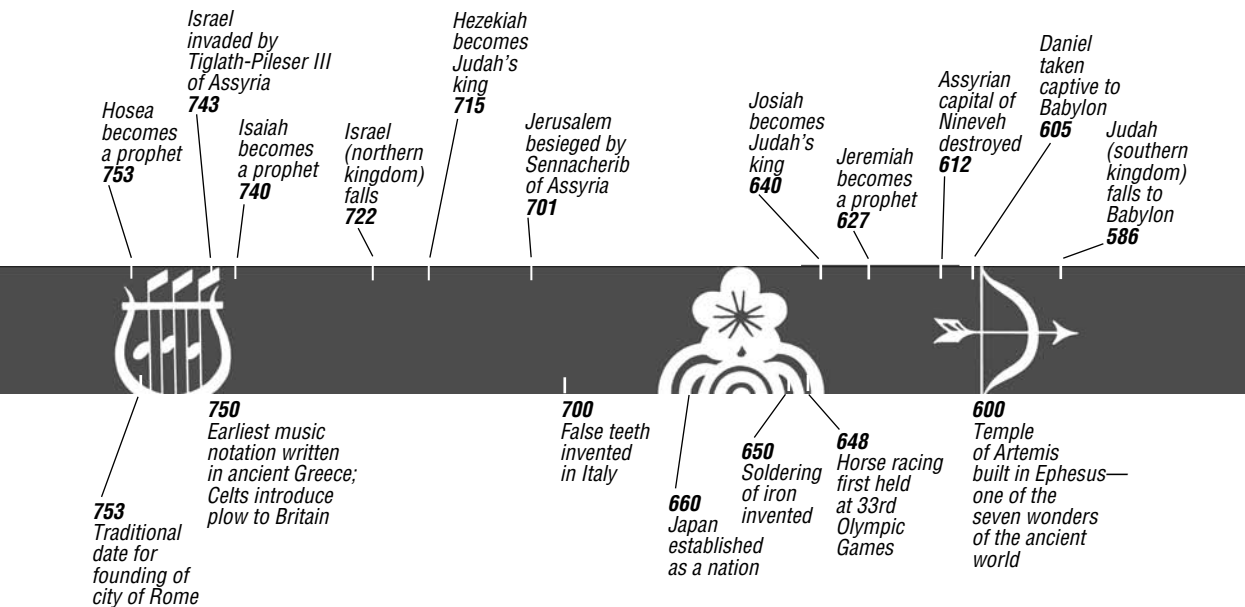 Hosea
becomes
a prophet
753
Israel
invaded by
Tiglath-Pileser III
of Assyria
743
Isaiah
becomes
a prophet
740
Israel
(northern
kingdom)
falls
722
Hezekiah
becomes
Judah's
king
715
Jerusalem
besieged by
Sennacherib
of Assyria
701
Josiah
becomes
Judah's
king
640
Jeremiah
becomes
a prophet
627
Assyrian
capital of
Nineveh
destroyed
612
Daniel
taken
captive to
Babylon
605
Judah
(southern
kingdom)
falls to
Babylon
586
753
Traditional
date for
founding of
city of Rome
750
Earliest music
notation written
in ancient Greece;
Celts introduce
plow to Britain
700
False teeth
invented
in Italy
660
Japan
established
as a nation
650
Soldering
of iron
invented
648
Horse racing
first held
at 33rd
Olympic
Games
600
Temple
of Artemis
built in Ephesus—
one of the
seven wonders
of the ancient
world